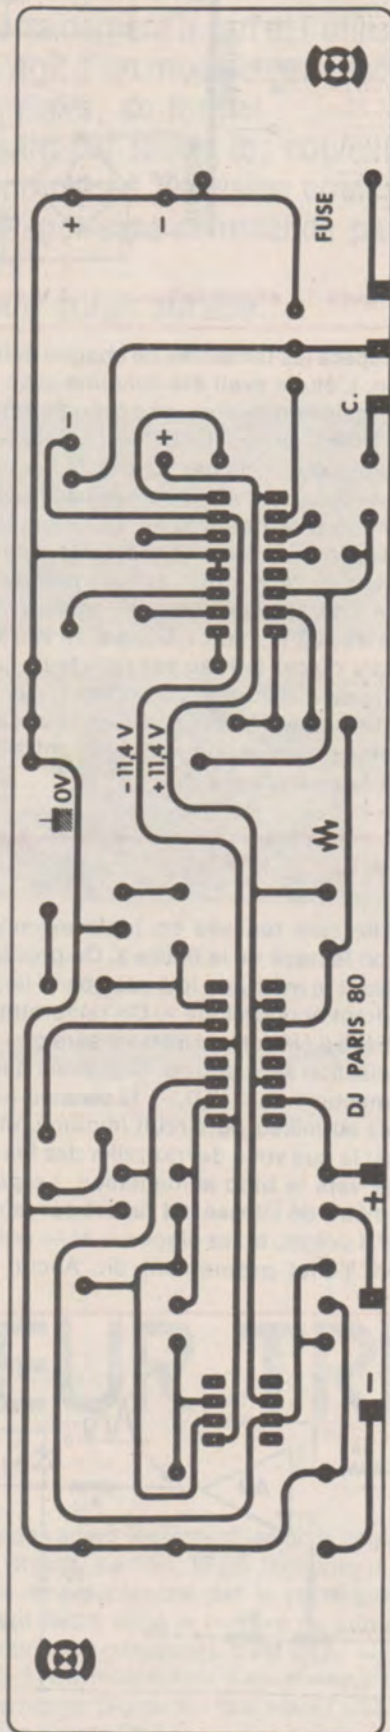 +
−
FUSE
−
+
C.
− 11,4 V
+ 11,4 V
0V
DJ PARIS 80
+
−